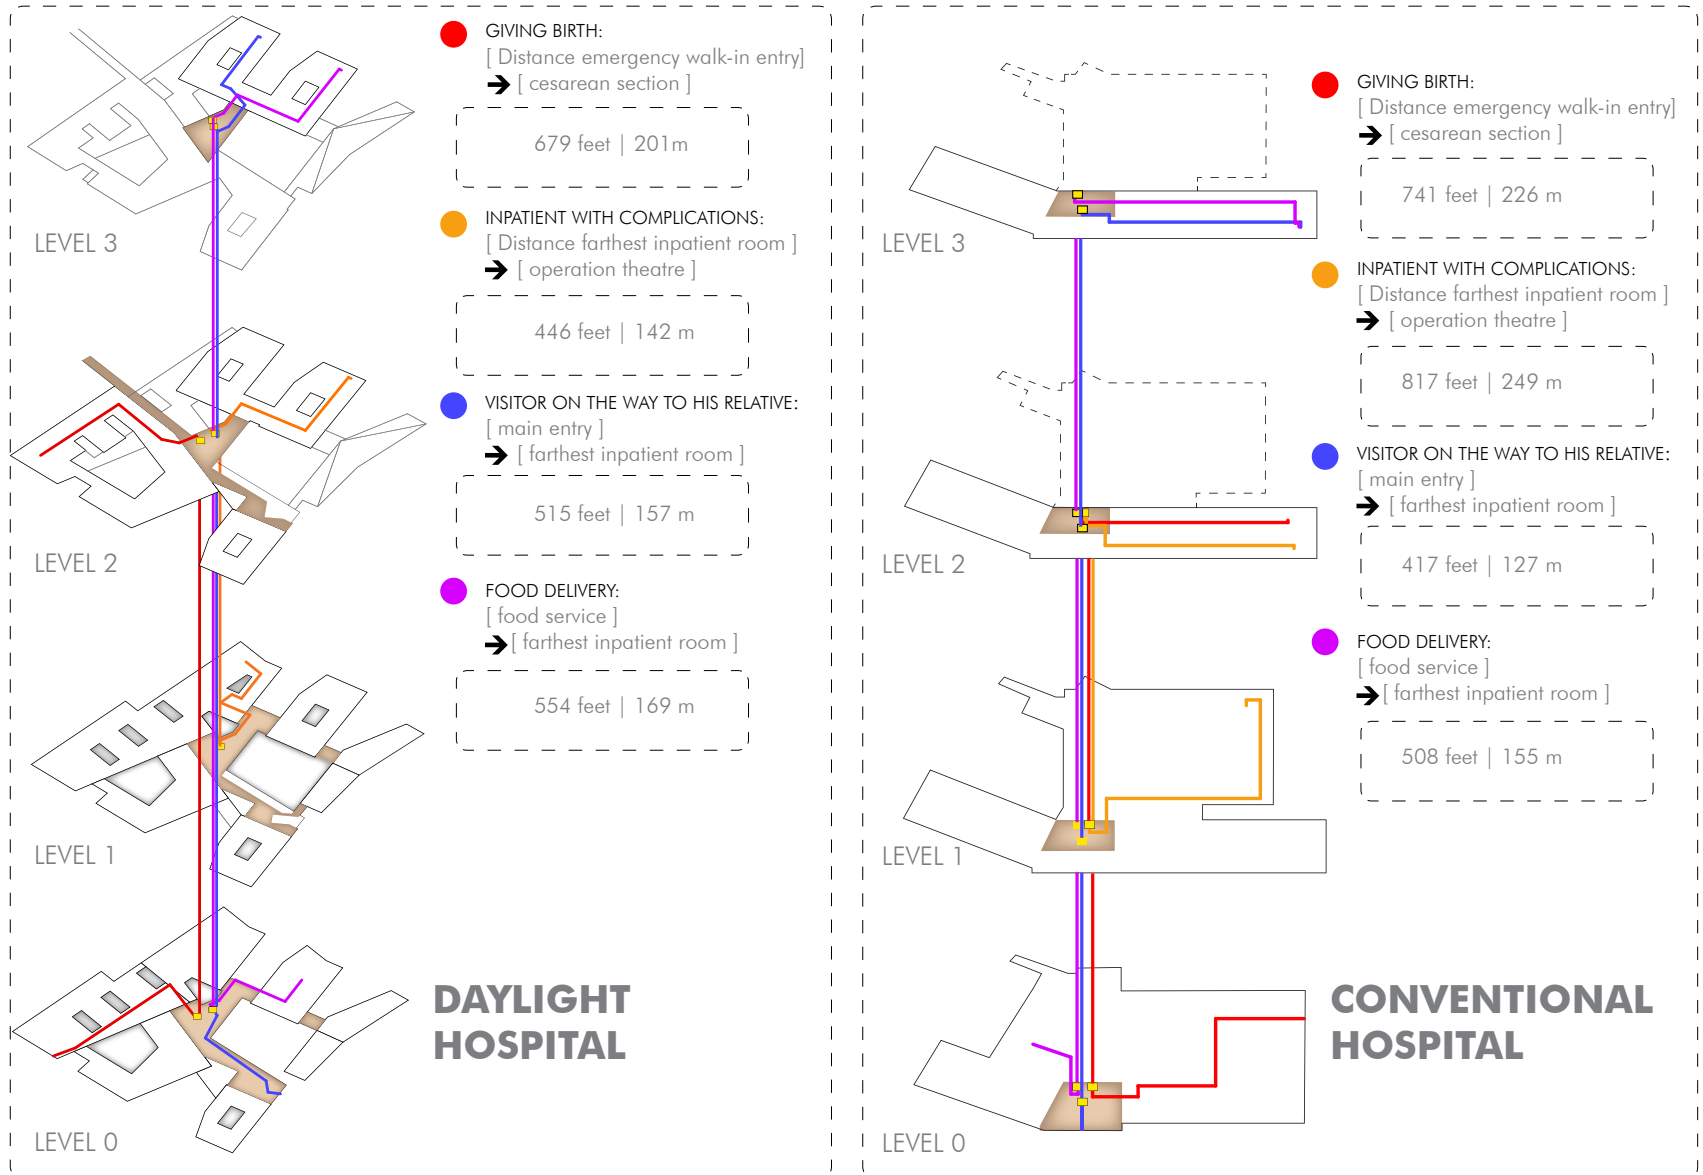 GIVING BIRTH:
[ Distance emergency walk-in entry]
➔ [ cesarean section ]
679 feet | 201m
INPATIENT WITH COMPLICATIONS:
[ Distance farthest inpatient room ]
➔ [ operation theatre ]
446 feet | 142 m
VISITOR ON THE WAY TO HIS RELATIVE:
[ main entry ]
➔ [ farthest inpatient room ]
515 feet | 157 m
FOOD DELIVERY:
[ food service ]
➔ [ farthest inpatient room ]
554 feet | 169 m
LEVEL 3
LEVEL 2
LEVEL 1
LEVEL 0
DAYLIGHT
HOSPITAL
GIVING BIRTH:
[ Distance emergency walk-in entry]
➔ [ cesarean section ]
741 feet | 226 m
INPATIENT WITH COMPLICATIONS:
[ Distance farthest inpatient room ]
➔ [ operation theatre ]
817 feet | 249 m
VISITOR ON THE WAY TO HIS RELATIVE:
[ main entry ]
➔ [ farthest inpatient room ]
417 feet | 127 m
FOOD DELIVERY:
[ food service ]
➔ [ farthest inpatient room ]
508 feet | 155 m
LEVEL 3
LEVEL 2
LEVEL 1
LEVEL 0
CONVENTIONAL
HOSPITAL